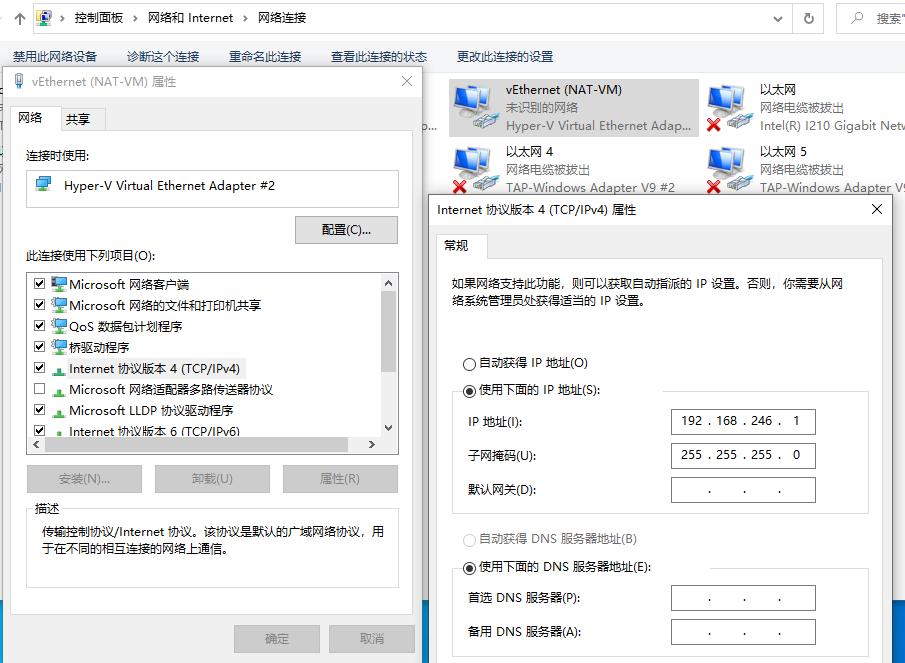 控制面板 › 网络和 Internet › 网络连接
搜索"
禁用此网络设备 诊断这个连接 重命名此连接 查看此连接的状态 更改此连接的设置
vEthernet (NAT-VM) 属性
网络 共享
连接时使用:
Hyper-V Virtual Ethernet Adapter #2
配置(C)...
此连接使用下列项目(O):
Microsoft 网络客户端
Microsoft 网络的文件和打印机共享
QoS 数据包计划程序
桥驱动程序
Internet 协议版本 4 (TCP/IPv4)
Microsoft 网络适配器多路传送器协议
Microsoft LLDP 协议驱动程序
Internet 协议版本 6 (TCP/IPv6)
安装(N)... 卸载(U) 属性(R)
描述
传输控制协议/Internet 协议。该协议是默认的广域网络协议，用
于在不同的相互连接的网络上通信。
确定 取消
vEthernet (NAT-VM)
未识别的网络
Hyper-V Virtual Ethernet Adap...
以太网
网络电缆被拔出
Intel(R) I210 Gigabit Netw
以太网 4
网络电缆被拔出
TAP-Windows Adapter V9 #2
以太网 5
网络电缆被拔出
TAP-Windows Adapter V9
Internet 协议版本 4 (TCP/IPv4) 属性
常规
如果网络支持此功能，则可以获取自动指派的 IP 设置。否则，你需要从网
络系统管理员处获得适当的 IP 设置。
自动获得 IP 地址(O)
使用下面的 IP 地址(S):
IP 地址(I): 192 . 168 . 246 . 1
子网掩码(U): 255 . 255 . 255 . 0
默认网关(D): . . .
自动获得 DNS 服务器地址(B)
使用下面的 DNS 服务器地址(E):
首选 DNS 服务器(P): . . .
备用 DNS 服务器(A): . . .